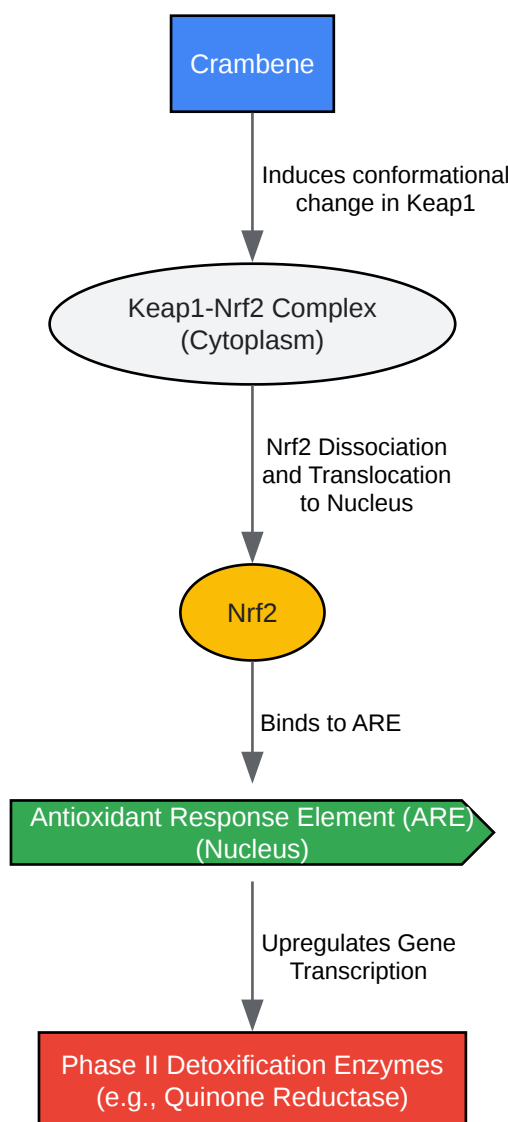 Crambene
Induces conformational
change in Keap1
Keap1-Nrf2 Complex
(Cytoplasm)
Nrf2 Dissociation
and Translocation
to Nucleus
Nrf2
Binds to ARE
Antioxidant Response Element (ARE)
(Nucleus)
Upregulates Gene
Transcription
Phase II Detoxification Enzymes
(e.g., Quinone Reductase)